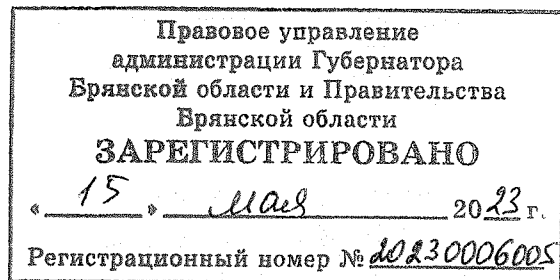 Правовое управление
администрации Губернатора
Брянской области и Правительства
Брянской области
ЗАРЕГИСТРИРОВАНО
« 15 » мая 2023 г.
Регистрационный номер № 20230006005